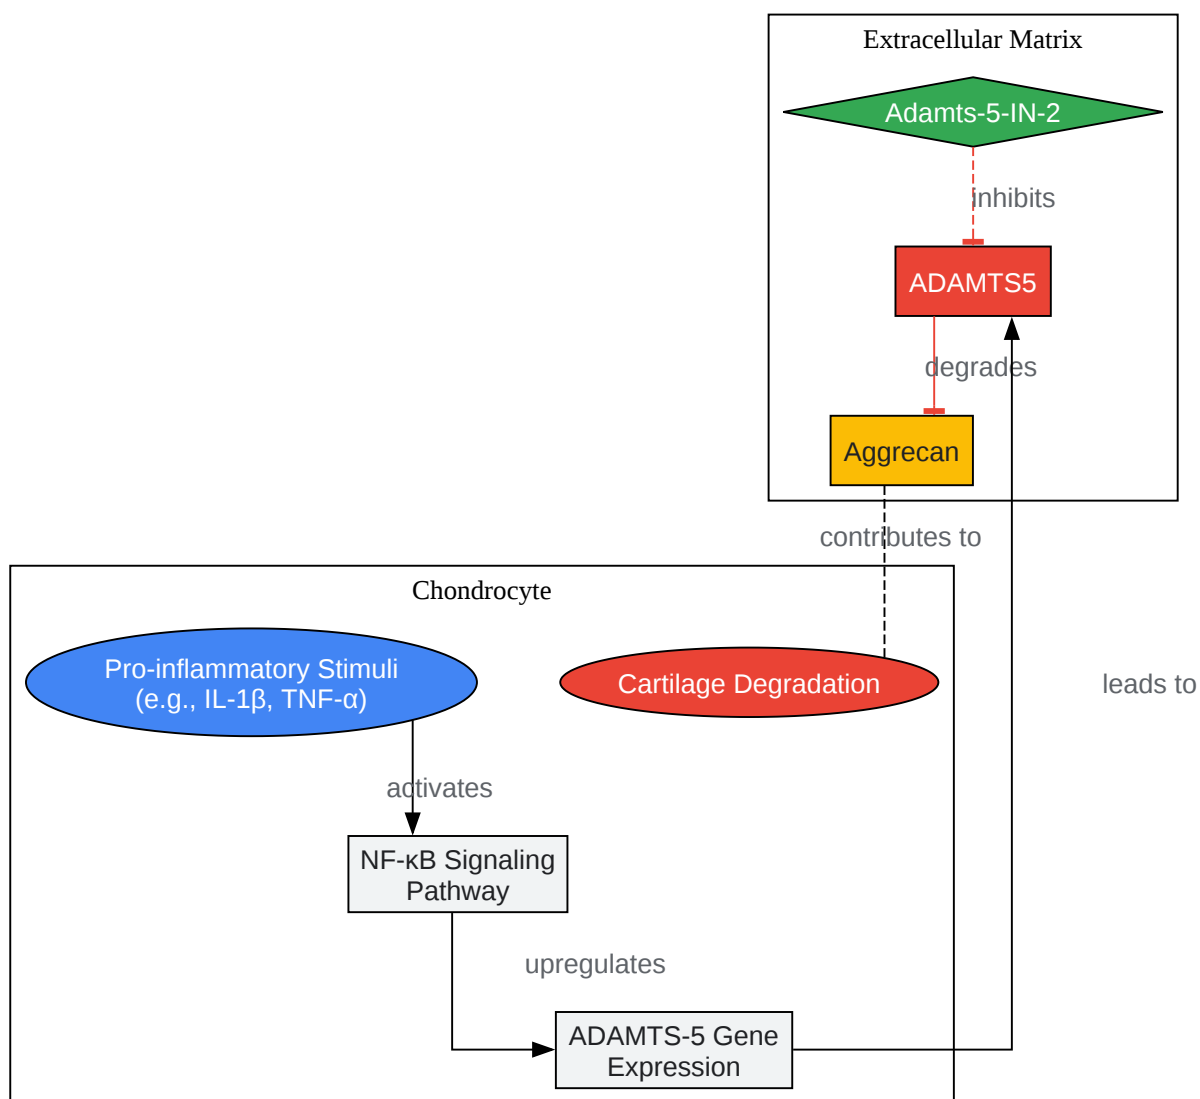 Extracellular Matrix
Adamts-5-IN-2
inhibits
ADAMTS5
degrades
Aggrecan
contributes to
Chondrocyte
Pro-inflammatory Stimuli
(e.g., IL-1β, TNF-α)
Cartilage Degradation
leads to
activates
NF-κB Signaling
Pathway
upregulates
ADAMTS-5 Gene
Expression